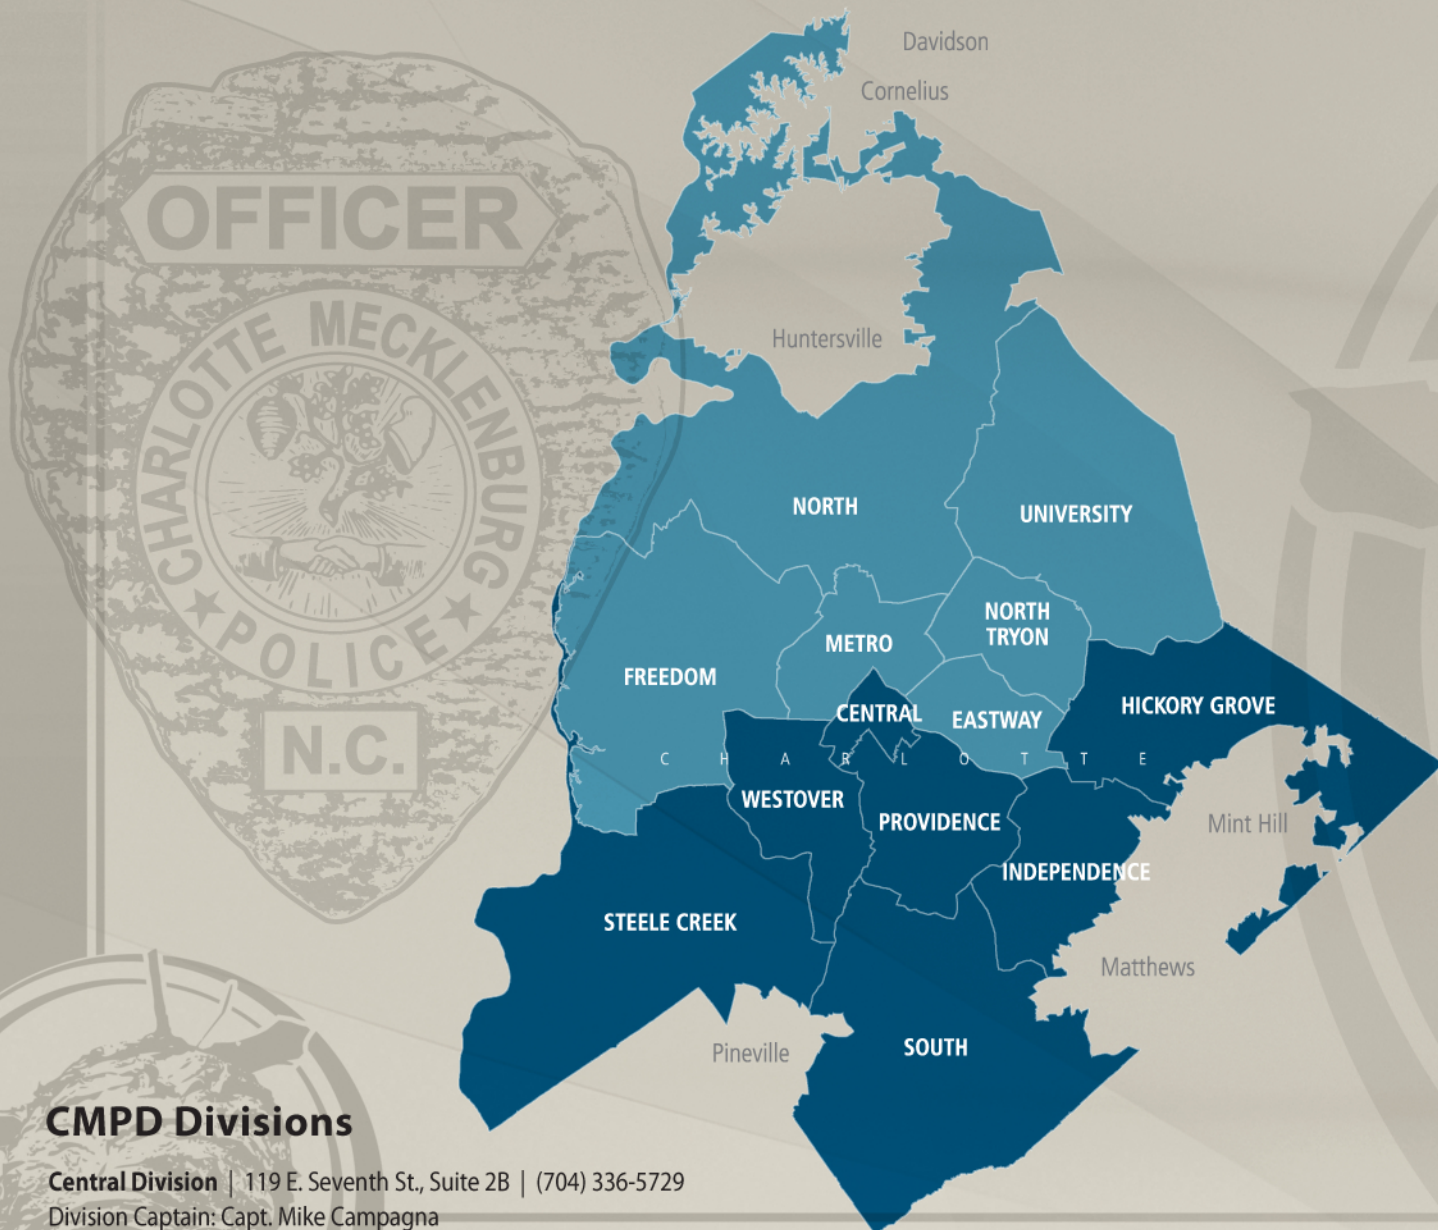 Davidson
Cornelius
OFFICER
CHARLOTTE MECKLENBURG
POLICE
N.C.
Huntersville
NORTH
UNIVERSITY
NORTH
TRYON
METRO
FREEDOM
HICKORY GROVE
CENTRAL
EASTWAY
C H A R L O T T E
WESTOVER
PROVIDENCE
Mint Hill
INDEPENDENCE
STEELE CREEK
Matthews
Pineville
SOUTH
CMPD Divisions
Central Division | 119 E. Seventh St., Suite 2B | (704) 336-5729
Division Captain: Capt. Mike Campagna